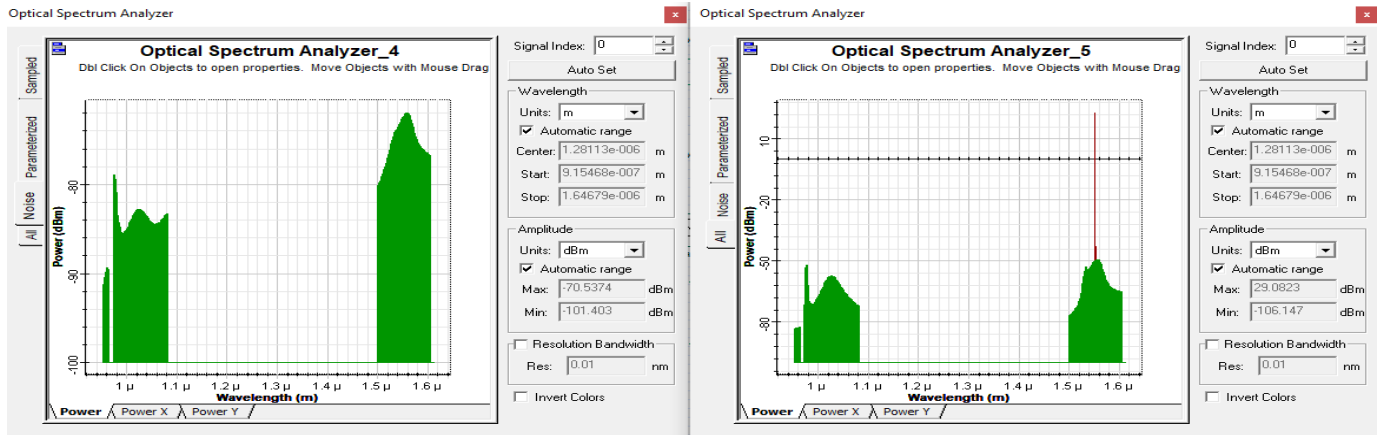 Optical Spectrum Analyzer
Optical Spectrum Analyzer_4
Dbl Click On Objects to open properties. Move Objects with Mouse Drag
Sampled
Parameterized
Noise
All
Power (dBm)
-80
-90
-100
1 µ
1.1 µ
1.2 µ
1.3 µ
1.4 µ
1.5 µ
1.6 µ
Wavelength (m)
Power
Power X
Power Y
Signal Index: 0
Auto Set
Wavelength
Units: m
Automatic range
Center: 1.28113e-006 m
Start: 9.15468e-007 m
Stop: 1.64679e-006 m
Amplitude
Units: dBm
Automatic range
Max: -70.5374 dBm
Min: -101.403 dBm
Resolution Bandwidth
Res: 0.01 nm
Invert Colors
Optical Spectrum Analyzer
Optical Spectrum Analyzer_5
Dbl Click On Objects to open properties. Move Objects with Mouse Drag
Sampled
Parameterized
Noise
All
Power (dBm)
10
-20
-50
-80
1 µ
1.1 µ
1.2 µ
1.3 µ
1.4 µ
1.5 µ
1.6 µ
Wavelength (m)
Power
Power X
Power Y
Signal Index: 0
Auto Set
Wavelength
Units: m
Automatic range
Center: 1.28113e-006 m
Start: 9.15468e-007 m
Stop: 1.64679e-006 m
Amplitude
Units: dBm
Automatic range
Max: 29.0823 dBm
Min: -106.147 dBm
Resolution Bandwidth
Res: 0.01 nm
Invert Colors